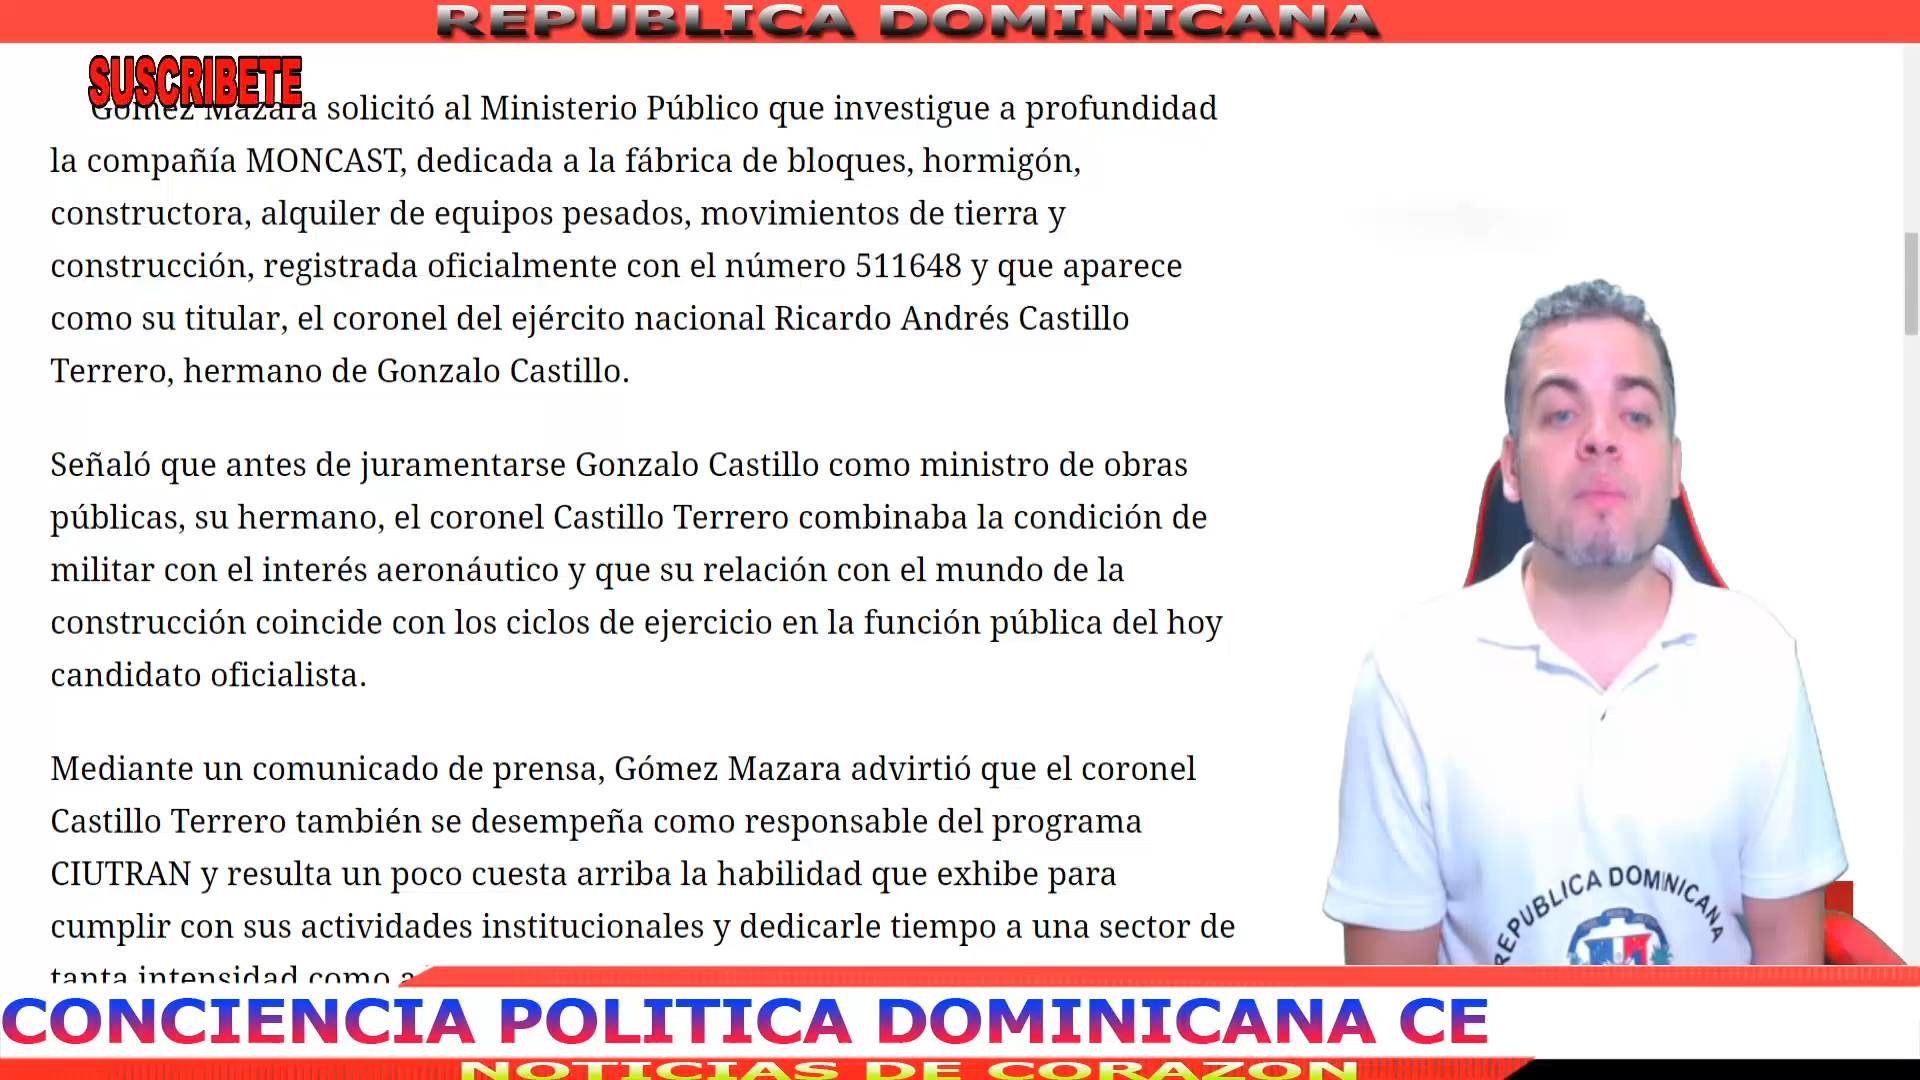 REPUBLICA DOMINICANA
SUSCRIBETE
Gómez Mazara solicitó al Ministerio Público que investigue a profundidad
la compañía MONCAST, dedicada a la fábrica de bloques, hormigón,
constructora, alquiler de equipos pesados, movimientos de tierra y
construcción, registrada oficialmente con el número 511648 y que aparece
como su titular, el coronel del ejército nacional Ricardo Andrés Castillo
Terrero, hermano de Gonzalo Castillo.
Señaló que antes de juramentarse Gonzalo Castillo como ministro de obras
públicas, su hermano, el coronel Castillo Terrero combinaba la condición de
militar con el interés aeronáutico y que su relación con el mundo de la
construcción coincide con los ciclos de ejercicio en la función pública del hoy
candidato oficialista.
Mediante un comunicado de prensa, Gómez Mazara advirtió que el coronel
Castillo Terrero también se desempeña como responsable del programa
CIUTRAN y resulta un poco cuesta arriba la habilidad que exhibe para
cumplir con sus actividades institucionales y dedicarle tiempo a una sector de
tanta intensidad como
REPUBLICA DOMINICANA
CONCIENCIA POLITICA DOMINICANA CE
NOTICIAS DE CORAZON